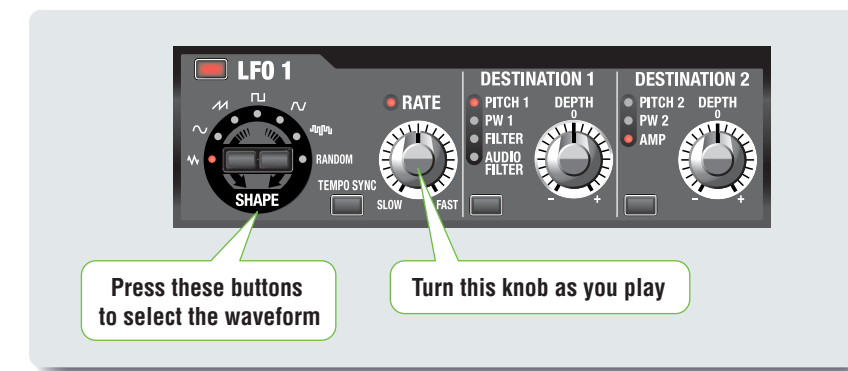 LFO 1
DESTINATION 1
DESTINATION 2
RATE
PITCH 1
DEPTH
0
PITCH 2
DEPTH
0
PW 1
PW 2
FILTER
AMP
AUDIO
FILTER
RANDOM
TEMPO SYNC
SHAPE
SLOW
FAST
- +
- +
Press these buttons
to select the waveform
Turn this knob as you play